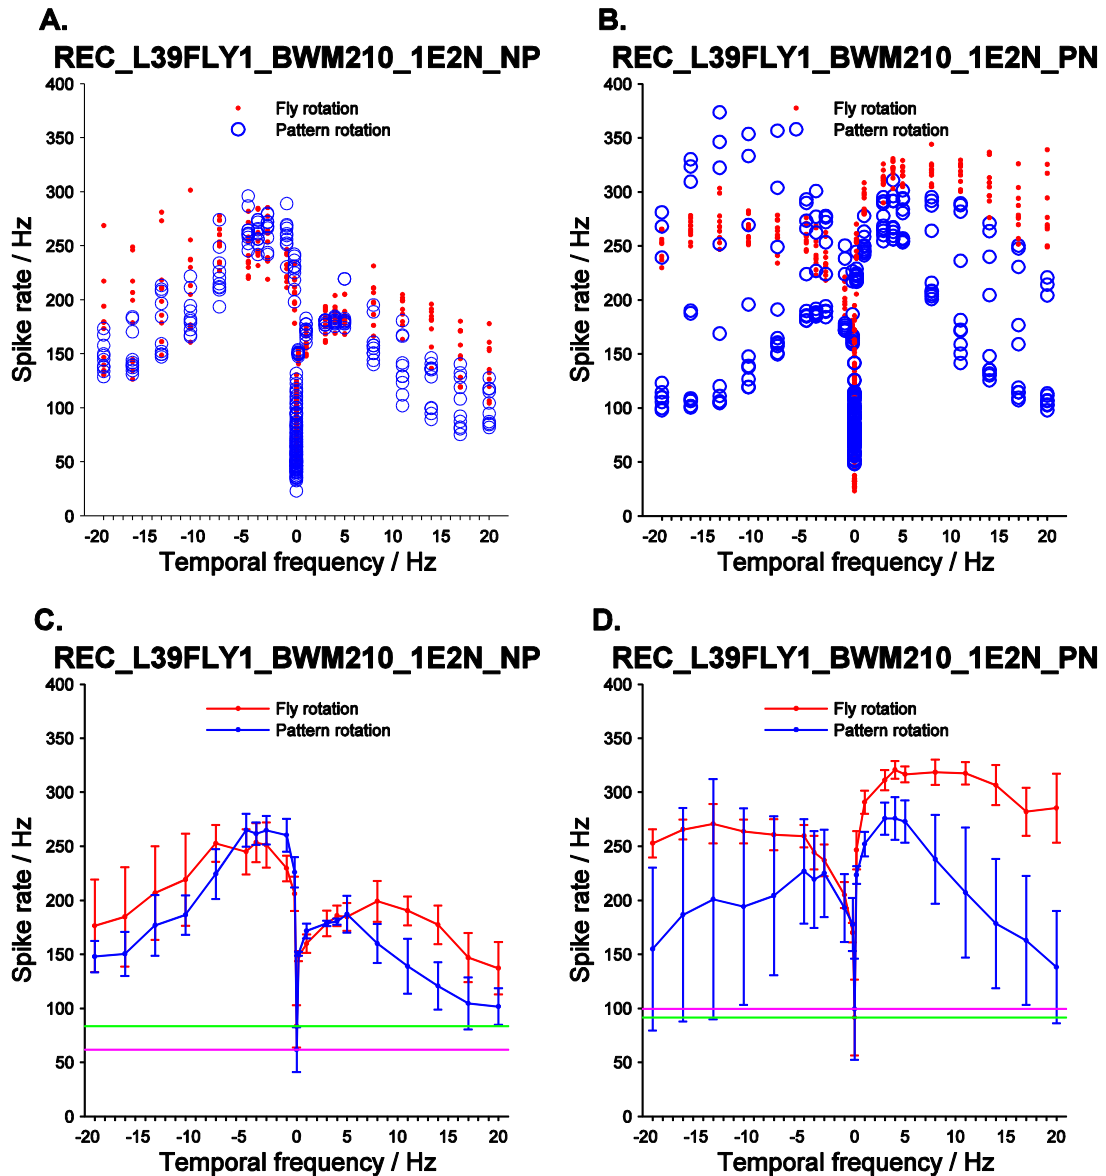 A.
REC_L39FLY1_BWM210_1E2N_NP
Fly rotation
Pattern rotation
Spike rate / Hz
400
350
300
250
200
150
100
50
0
-20 -15 -10 -5 0 5 10 15 20
Temporal frequency / Hz
B.
REC_L39FLY1_BWM210_1E2N_PN
Fly rotation
Pattern rotation
Spike rate / Hz
400
350
300
250
200
150
100
50
0
-20 -15 -10 -5 0 5 10 15 20
Temporal frequency / Hz
C.
REC_L39FLY1_BWM210_1E2N_NP
Fly rotation
Pattern rotation
Spike rate / Hz
400
350
300
250
200
150
100
50
0
-20 -15 -10 -5 0 5 10 15 20
Temporal frequency / Hz
D.
REC_L39FLY1_BWM210_1E2N_PN
Fly rotation
Pattern rotation
Spike rate / Hz
400
350
300
250
200
150
100
50
0
-20 -15 -10 -5 0 5 10 15 20
Temporal frequency / Hz